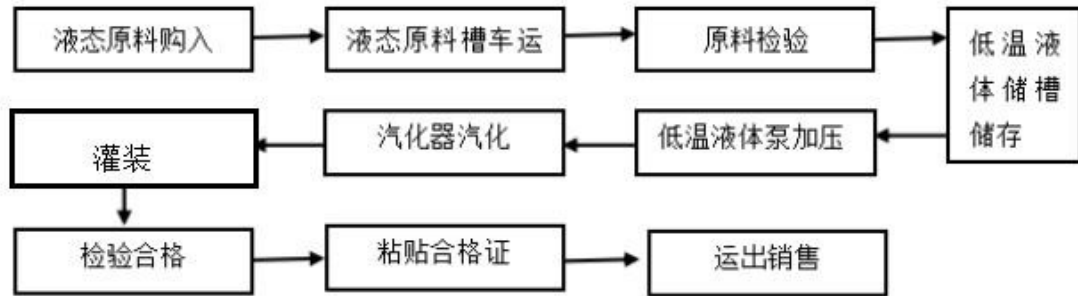 液态原料购入
液态原料槽车运
原料检验
低温液
体储槽
储存
低温液体泵加压
汽化器汽化
灌装
检验合格
粘贴合格证
运出销售